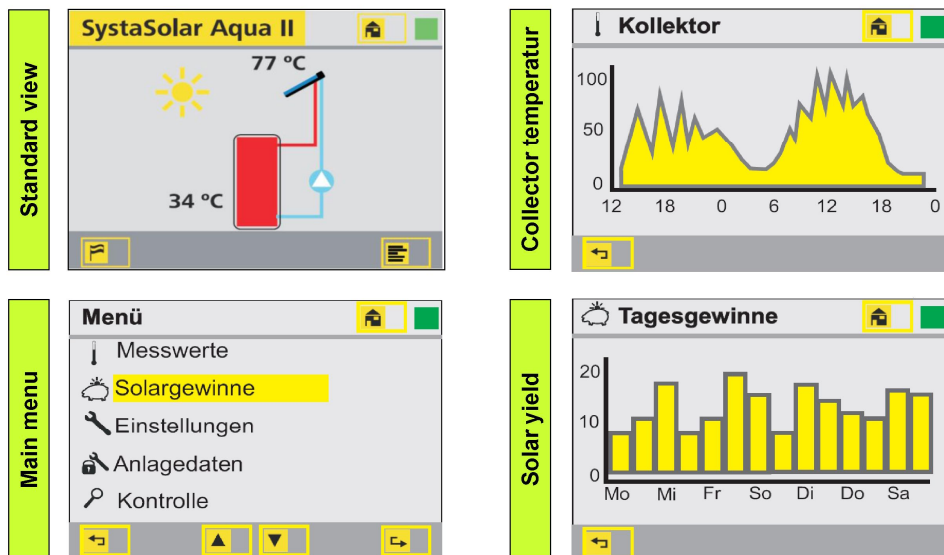 Standard view
SystaSolar Aqua II
77 ºC
34 ºC
Collector temperatur
Kollektor
100
50
0
12 18 0 6 12 18 0
Main menu
Menü
Messwerte
Solargewinne
Einstellungen
Anlagedaten
Kontrolle
Solar yield
Tagesgewinne
20
10
0
Mo Mi Fr So Di Do Sa